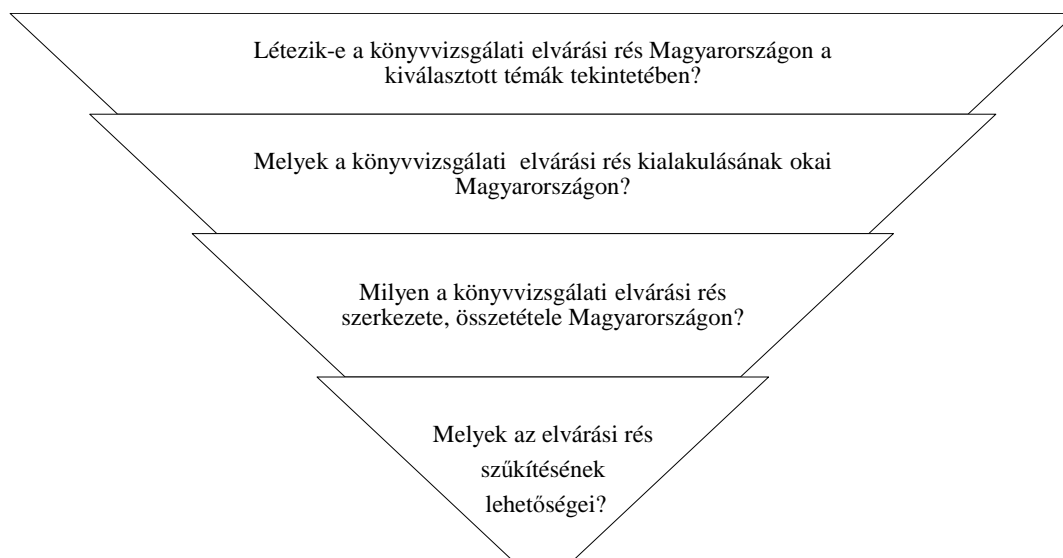 Létezik-e a könyvvizsgálati elvárási rés Magyarországon a
kiválasztott témák tekintetében?
Melyek a könyvvizsgálati  elvárási rés kialakulásának okai
Magyarországon?
Milyen a könyvvizsgálati elvárási rés
szerkezete, összetétele Magyarországon?
Melyek az elvárási rés
szűkítésének
lehetőségei?